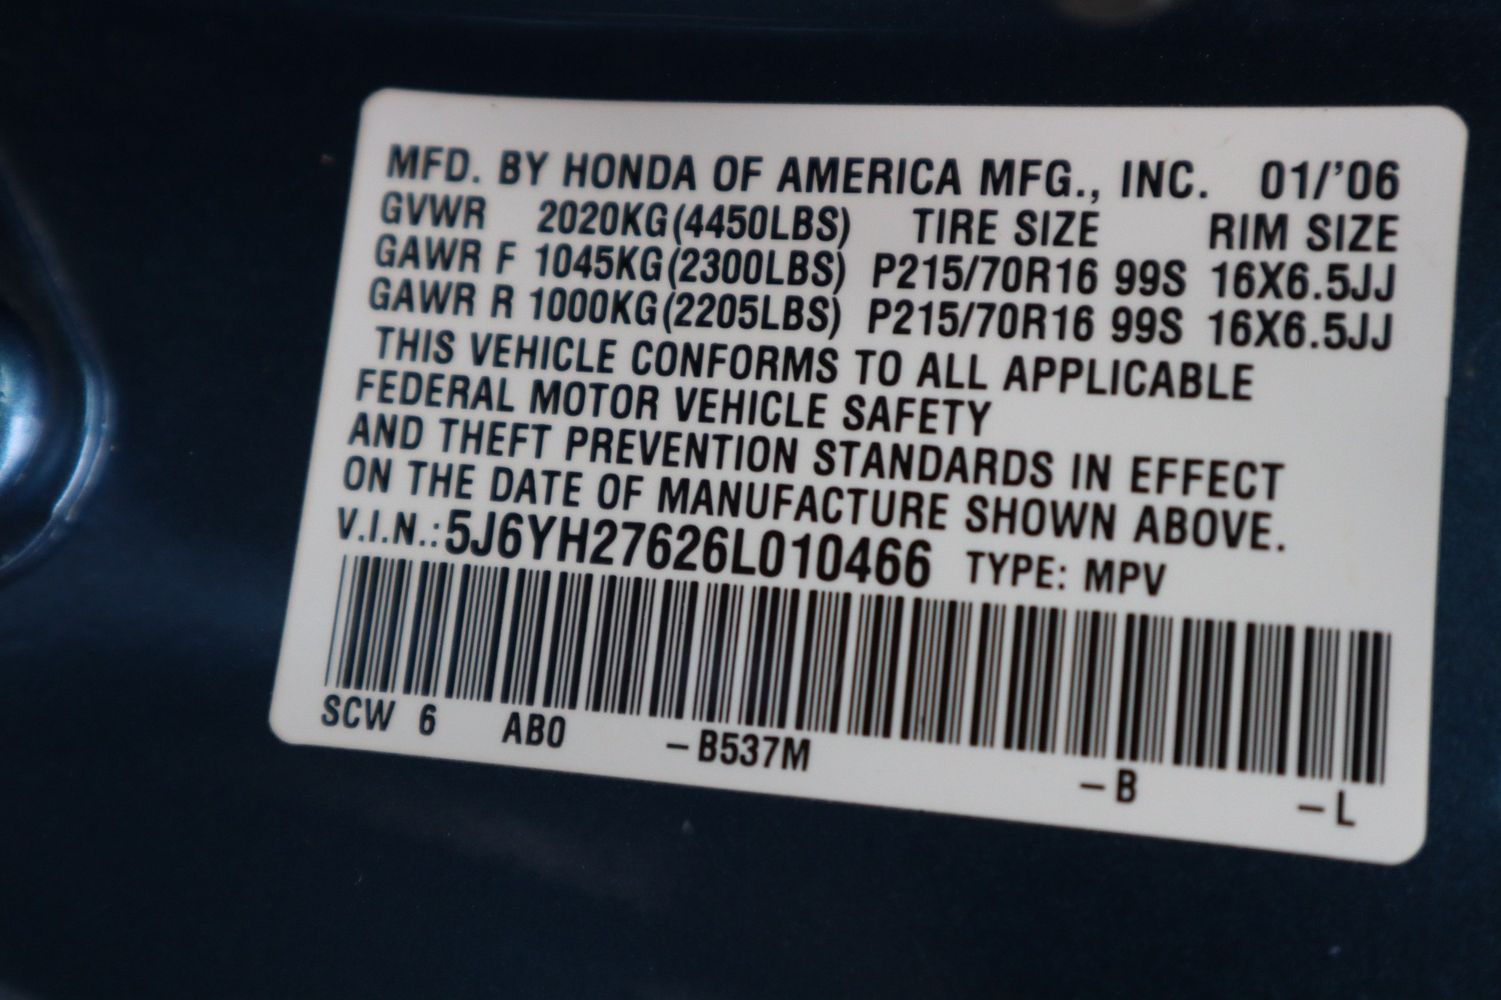 MFD. BY HONDA OF AMERICA MFG., INC. 01/'06
GVWR 2020KG(4450LBS) TIRE SIZE RIM SIZE
GAWR F 1045KG(2300LBS) P215/70R16 99S 16X6.5JJ
GAWR R 1000KG(2205LBS) P215/70R16 99S 16X6.5JJ
THIS VEHICLE CONFORMS TO ALL APPLICABLE
FEDERAL MOTOR VEHICLE SAFETY
AND THEFT PREVENTION STANDARDS IN EFFECT
ON THE DATE OF MANUFACTURE SHOWN ABOVE.
V.I.N.:5J6YH27626L010466 TYPE: MPV
SCW 6 AB0 –B537M –B –L